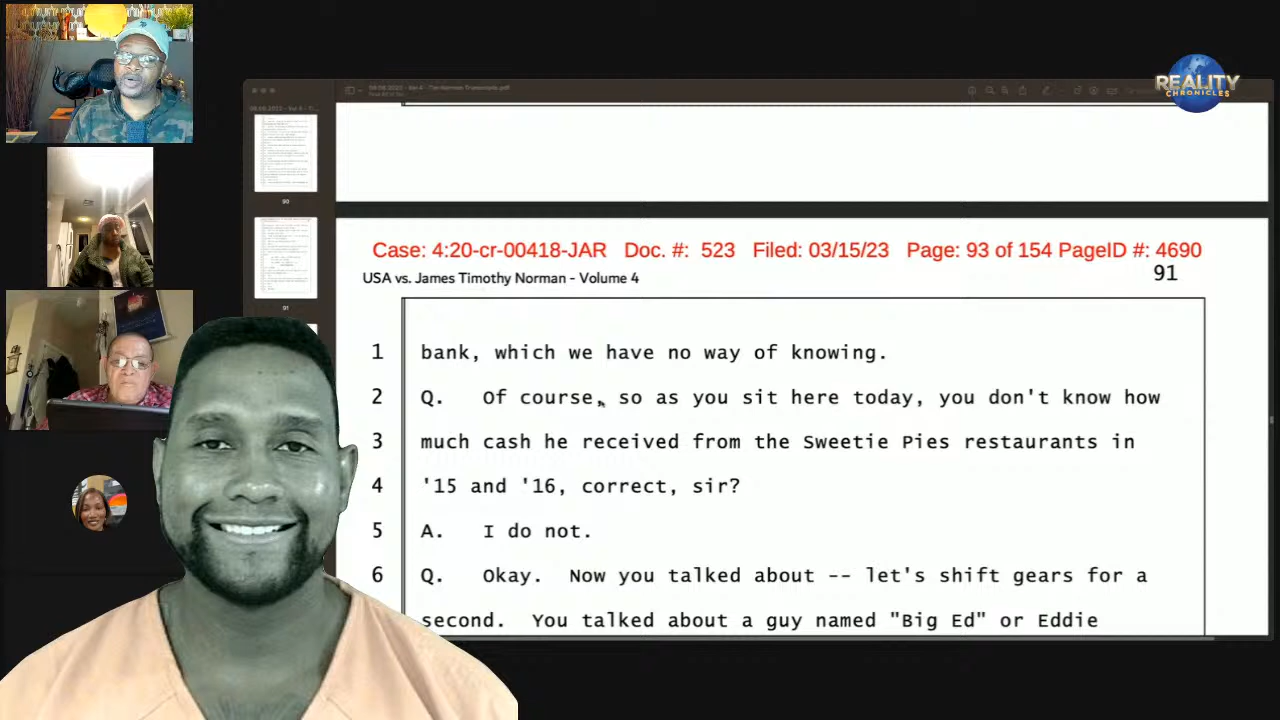 REALITY
CHRONICLES
90
91
Case: 4:20-cr-00418-JAR Doc. #: 523 Filed: 03/15/23 Page: 93 of 154 PageID #: 4690
USA vs. James Timothy Norman - Volume 4
91
1 bank, which we have no way of knowing.
2 Q. Of course, so as you sit here today, you don't know how
3 much cash he received from the Sweetie Pies restaurants in
4 '15 and '16, correct, sir?
5 A. I do not.
6 Q. Okay. Now you talked about -- let's shift gears for a
second. You talked about a guy named "Big Ed" or Eddie